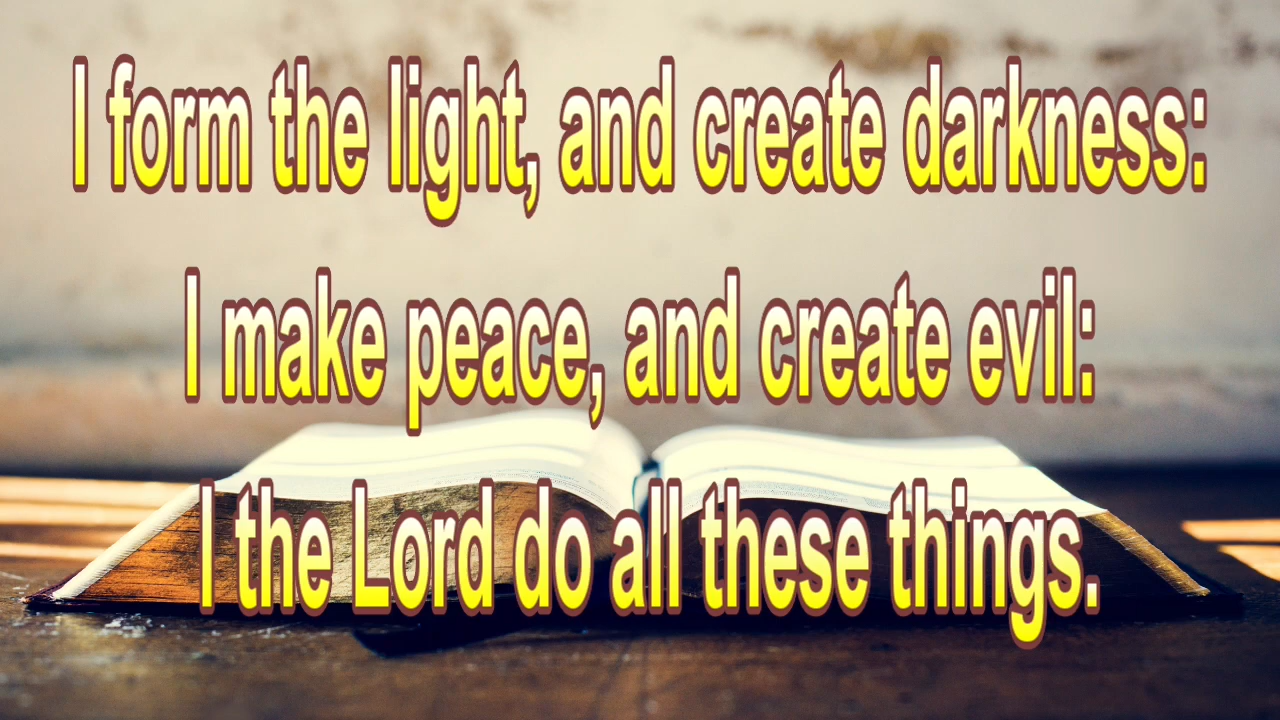 I form the light, and create darkness:
I make peace, and create evil:
I the Lord do all these things.